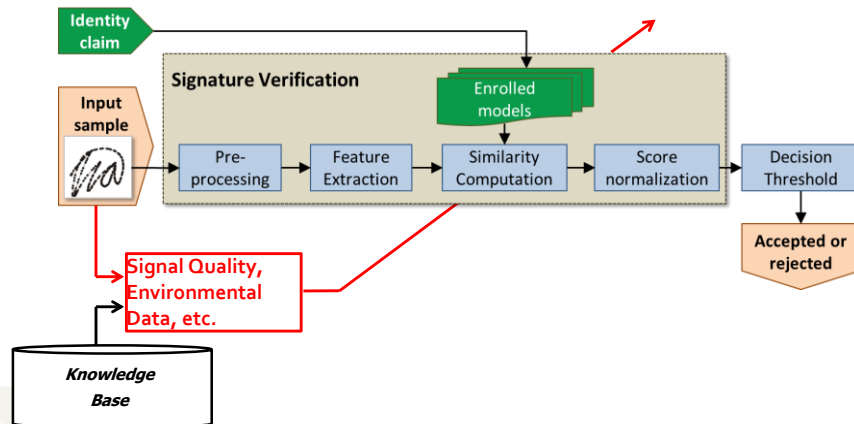 Identity
claim
Signature Verification
Enrolled
models
Input
sample
Pre-
processing
Feature
Extraction
Similarity
Computation
Score
normalization
Decision
Threshold
Accepted or
rejected
Signal Quality,
Environmental
Data, etc.
Knowledge
Base